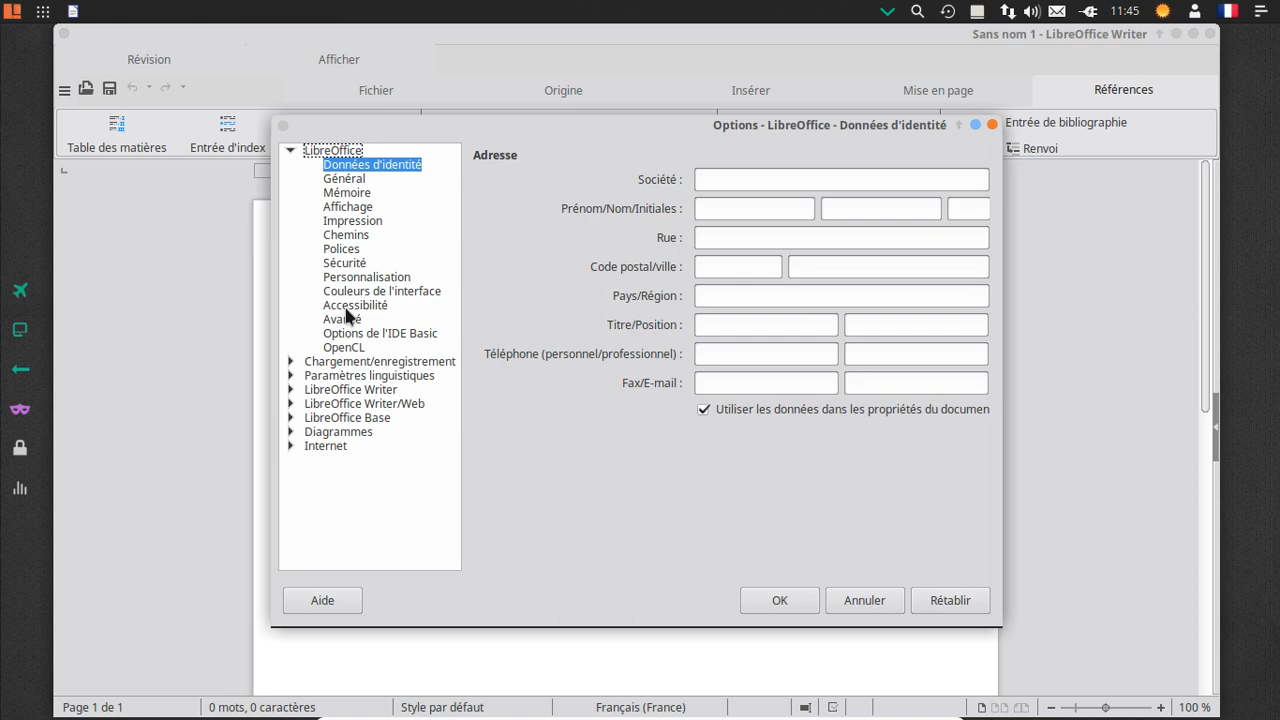 11:45
Sans nom 1 - LibreOffice Writer
Révision Afficher
Fichier Origine Insérer Mise en page Références
Table des matières Entrée d'index Entrée de bibliographie
Renvoi
Options - LibreOffice - Données d'identité
LibreOffice
Données d'identité
Général
Mémoire
Affichage
Impression
Chemins
Polices
Sécurité
Personnalisation
Couleurs de l'interface
Accessibilité
Avancé
Options de l'IDE Basic
OpenCL
Chargement/enregistrement
Paramètres linguistiques
LibreOffice Writer
LibreOffice Writer/Web
LibreOffice Base
Diagrammes
Internet
Adresse
Société :
Prénom/Nom/Initiales :
Rue :
Code postal/ville :
Pays/Région :
Titre/Position :
Téléphone (personnel/professionnel) :
Fax/E-mail :
Utiliser les données dans les propriétés du documen
Aide OK Annuler Rétablir
Page 1 de 1 0 mots, 0 caractères Style par défaut Français (France) 100 %